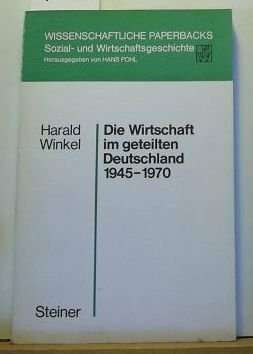 WISSENSCHAFTLICHE PAPERBACKS
Sozial- und Wirtschaftsgeschichte
Herausgegeben von HANS POHL
Harald
Winkel
Die Wirtschaft
im geteilten
Deutschland
1945–1970
Steiner